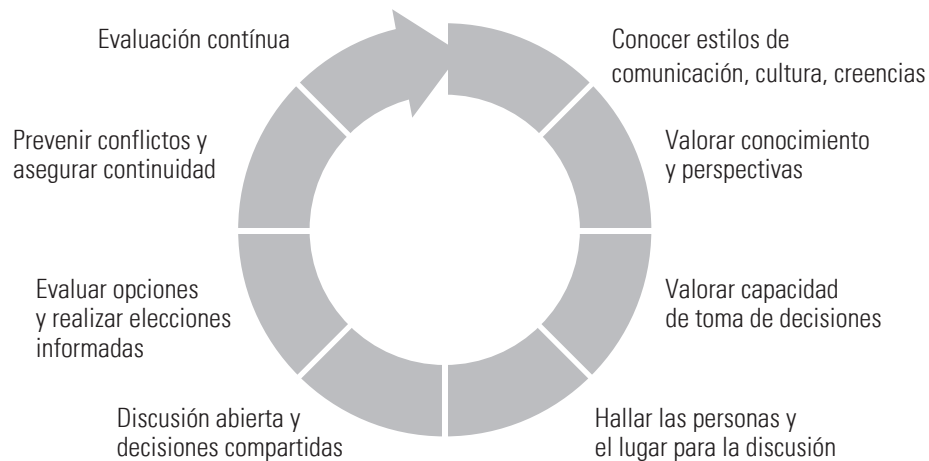 Conocer estilos de
comunicación, cultura, creencias
Valorar conocimiento
y perspectivas
Valorar capacidad
de toma de decisiones
Hallar las personas y
el lugar para la discusión
Discusión abierta y
decisiones compartidas
Evaluar opciones
y realizar elecciones
informadas
Prevenir conflictos y
asegurar continuidad
Evaluación contínua